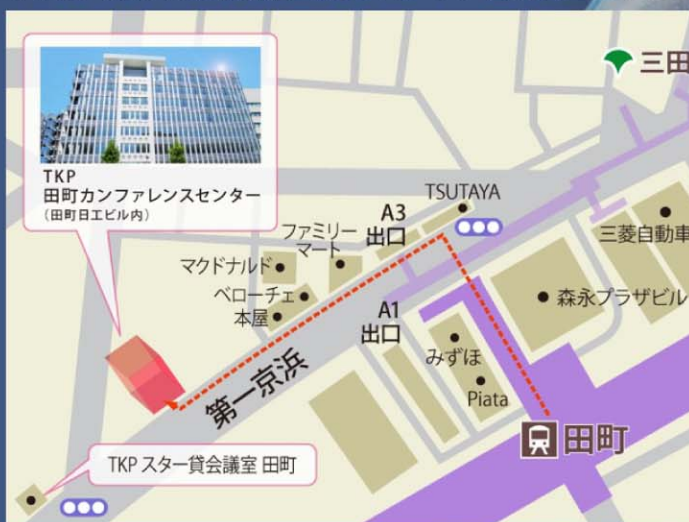 TKP
田町カンファレンスセンター
(田町日工ビル内)
三田
TSUTAYA
A3
出口
ファミリー
マート
マクドナルド
ベローチェ
本屋
三菱自動車
森永プラザビル
A1
出口
みずほ
Piata
第一京浜
田町
TKP スター貸会議室 田町